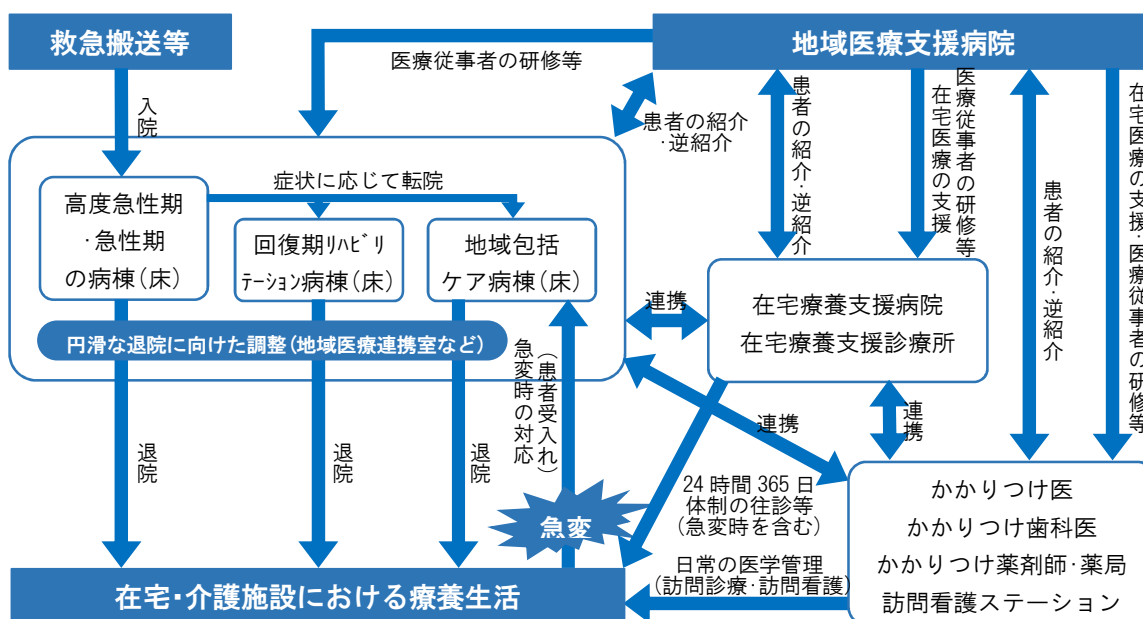 救急搬送等
地域医療支援病院
医療従事者の研修等
入院
患者の紹介
・逆紹介
患者の紹介・逆紹介
医療従事者の研修等
在宅医療の支援
患者の紹介・逆紹介
在宅医療の支援・医療従事者の研修等
高度急性期
・急性期
の病棟(床)
症状に応じて転院
回復期ﾘﾊﾋﾞﾘ
ﾃｰｼｮﾝ病棟(床)
地域包括
ケア病棟(床)
円滑な退院に向けた調整(地域医療連携室など)
連携
在宅療養支援病院
在宅療養支援診療所
(患者受入れ)
急変時の対応
連携
連携
退院
退院
退院
急変
24時間365日
体制の往診等
(急変時を含む)
日常の医学管理
(訪問診療・訪問看護)
かかりつけ医
かかりつけ歯科医
かかりつけ薬剤師・薬局
訪問看護ステーション
在宅・介護施設における療養生活